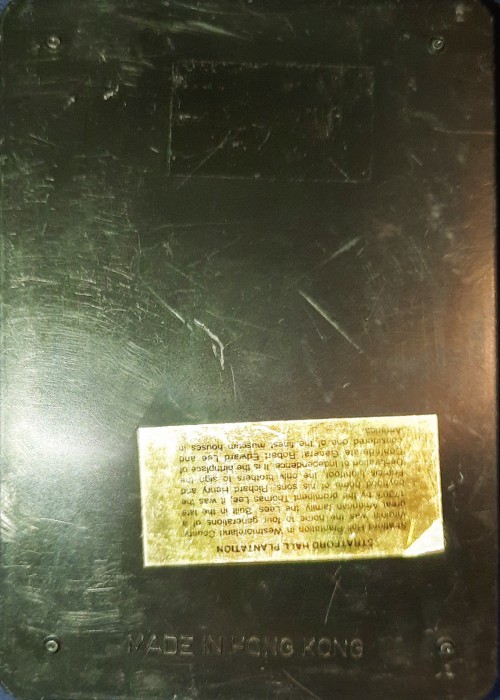 STRATFORD HALL PLANTATION
Stratford Hall Plantation in Westmorland County
Virginia was the home to four generations of a
great American family the Lees. Built in the late
1730's by the prominent Thomas Lee, it was the
boyhood home of his sons: Richard Henry and
Francis Lightfoot, the only brothers to sign the
Declaration of Independence. It is the birthplace of
Confederate General Robert Edward Lee and
considered one of the finest museum houses in
America.
MADE IN HONG KONG